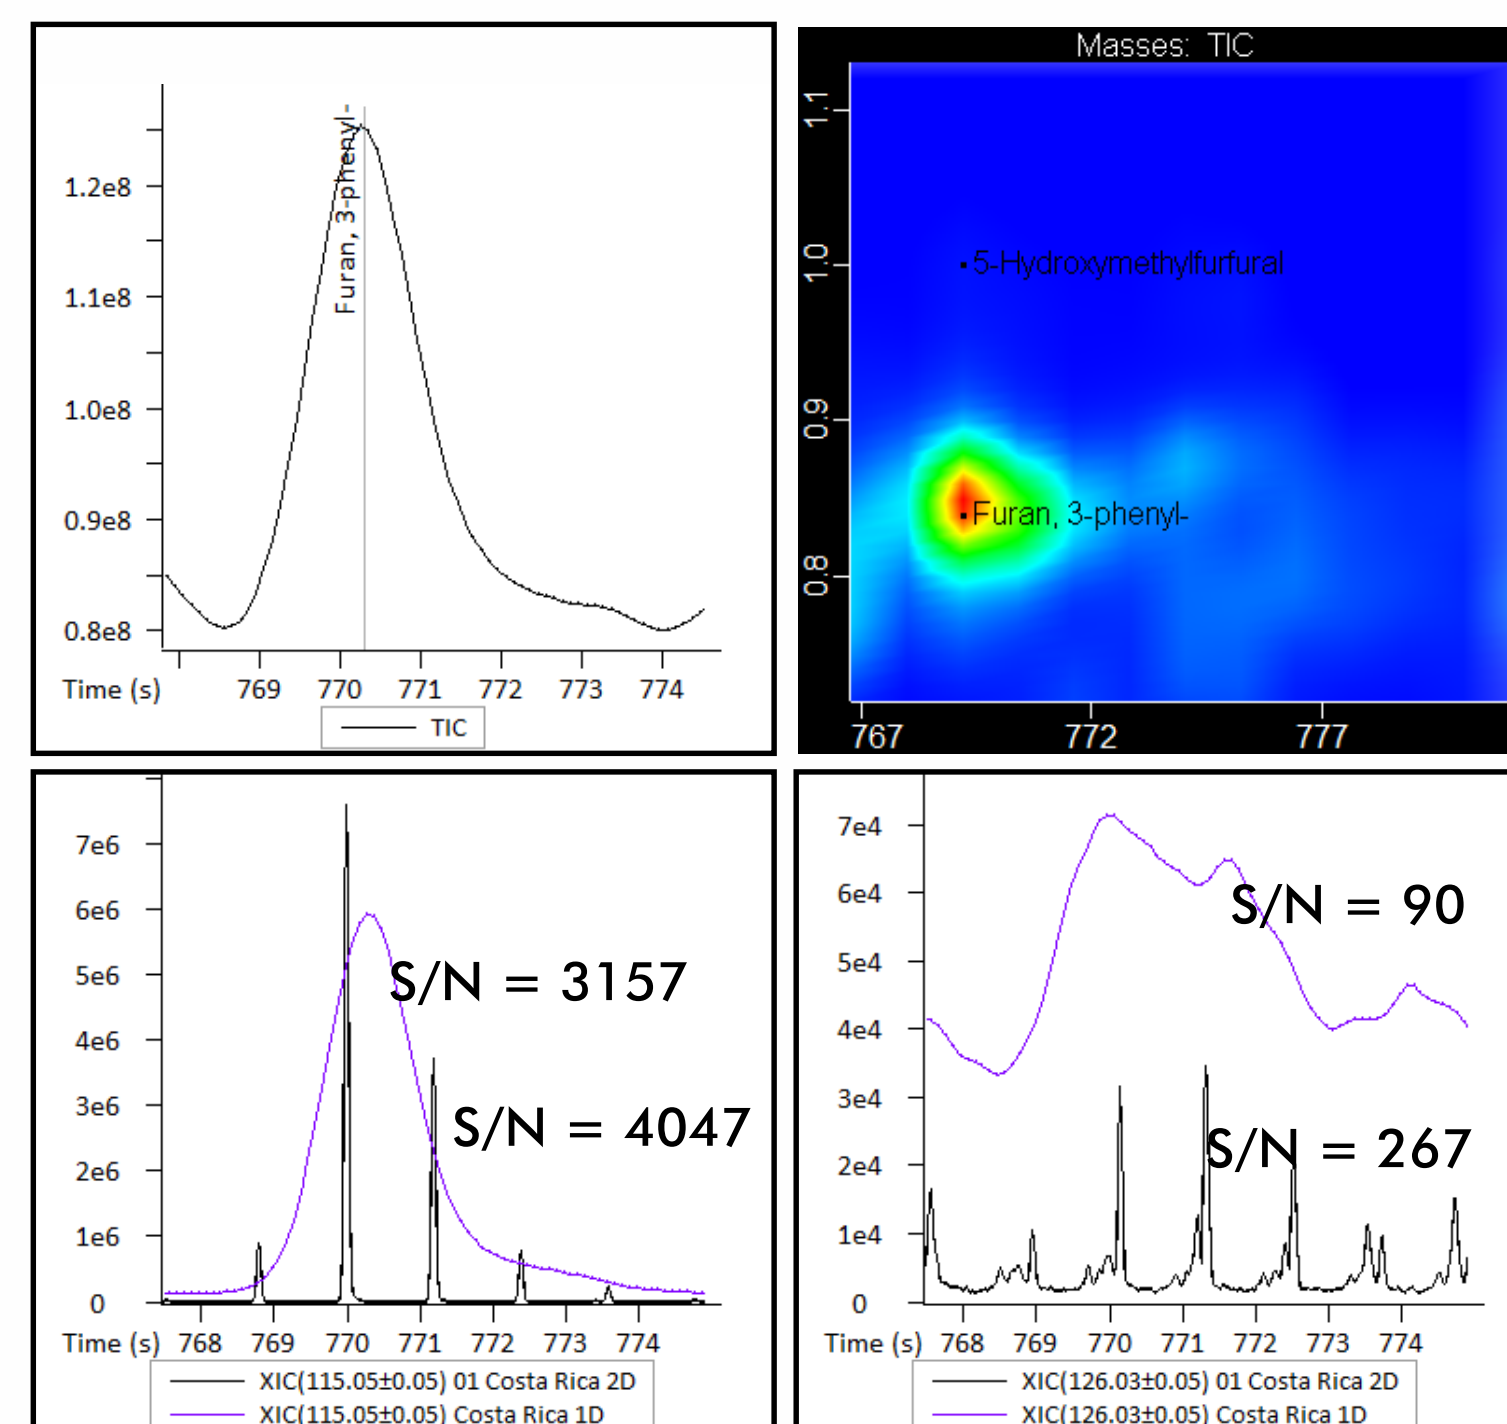 Furan, 3-phenyl-
1.2e8
1.1e8
1.0e8
0.9e8
0.8e8
Time (s) 769 770 771 772 773 774
TIC
Masses: TIC
1.1
1.0
0.9
0.8
5-Hydroxymethylfurfural
Furan, 3-phenyl-
767 772 777
7e6
6e6
5e6
4e6
3e6
2e6
1e6
0
S/N = 3157
S/N = 4047
Time (s) 768 769 770 771 772 773 774
XIC(115.05±0.05) 01 Costa Rica 2D
XIC(115.05±0.05) Costa Rica 1D
7e4
6e4
5e4
4e4
3e4
2e4
1e4
0
S/N = 90
S/N = 267
Time (s) 768 769 770 771 772 773 774
XIC(126.03±0.05) 01 Costa Rica 2D
XIC(126.03±0.05) Costa Rica 1D